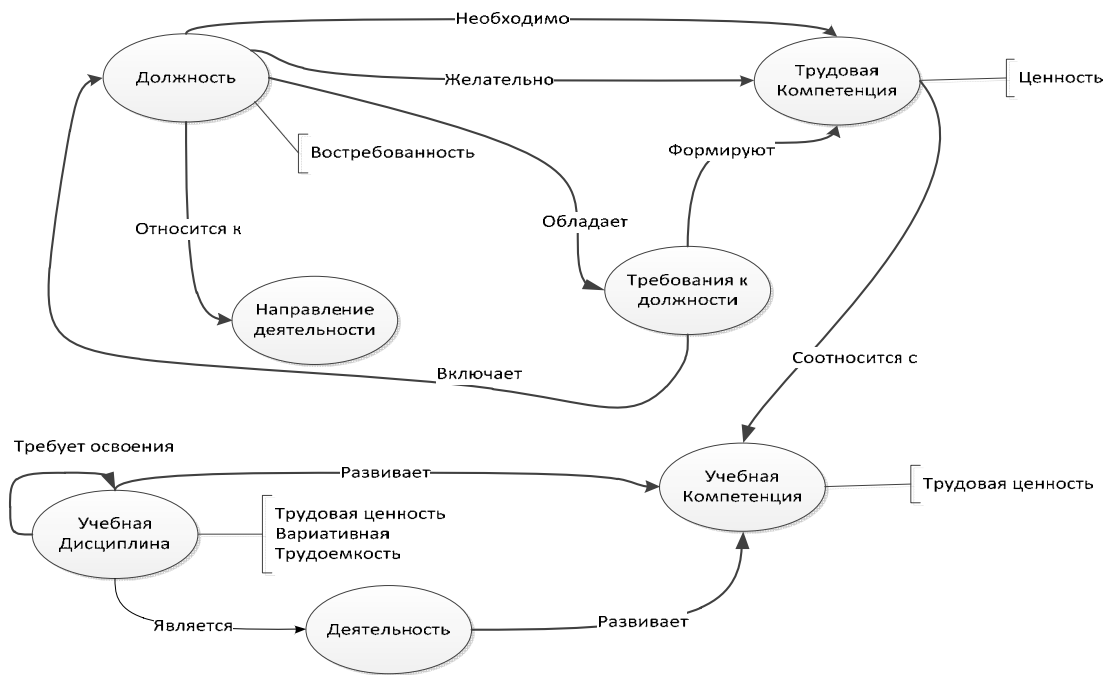 Необходимо
Должность
Желательно
Трудовая
Компетенция
Ценность
Востребованность
Формируют
Относится к
Обладает
Требования к
должности
Направление
деятельности
Соотносится с
Включает
Требует освоения
Развивает
Учебная
Компетенция
Трудовая ценность
Учебная
Дисциплина
Трудовая ценность
Вариативная
Трудоемкость
Является
Деятельность
Развивает